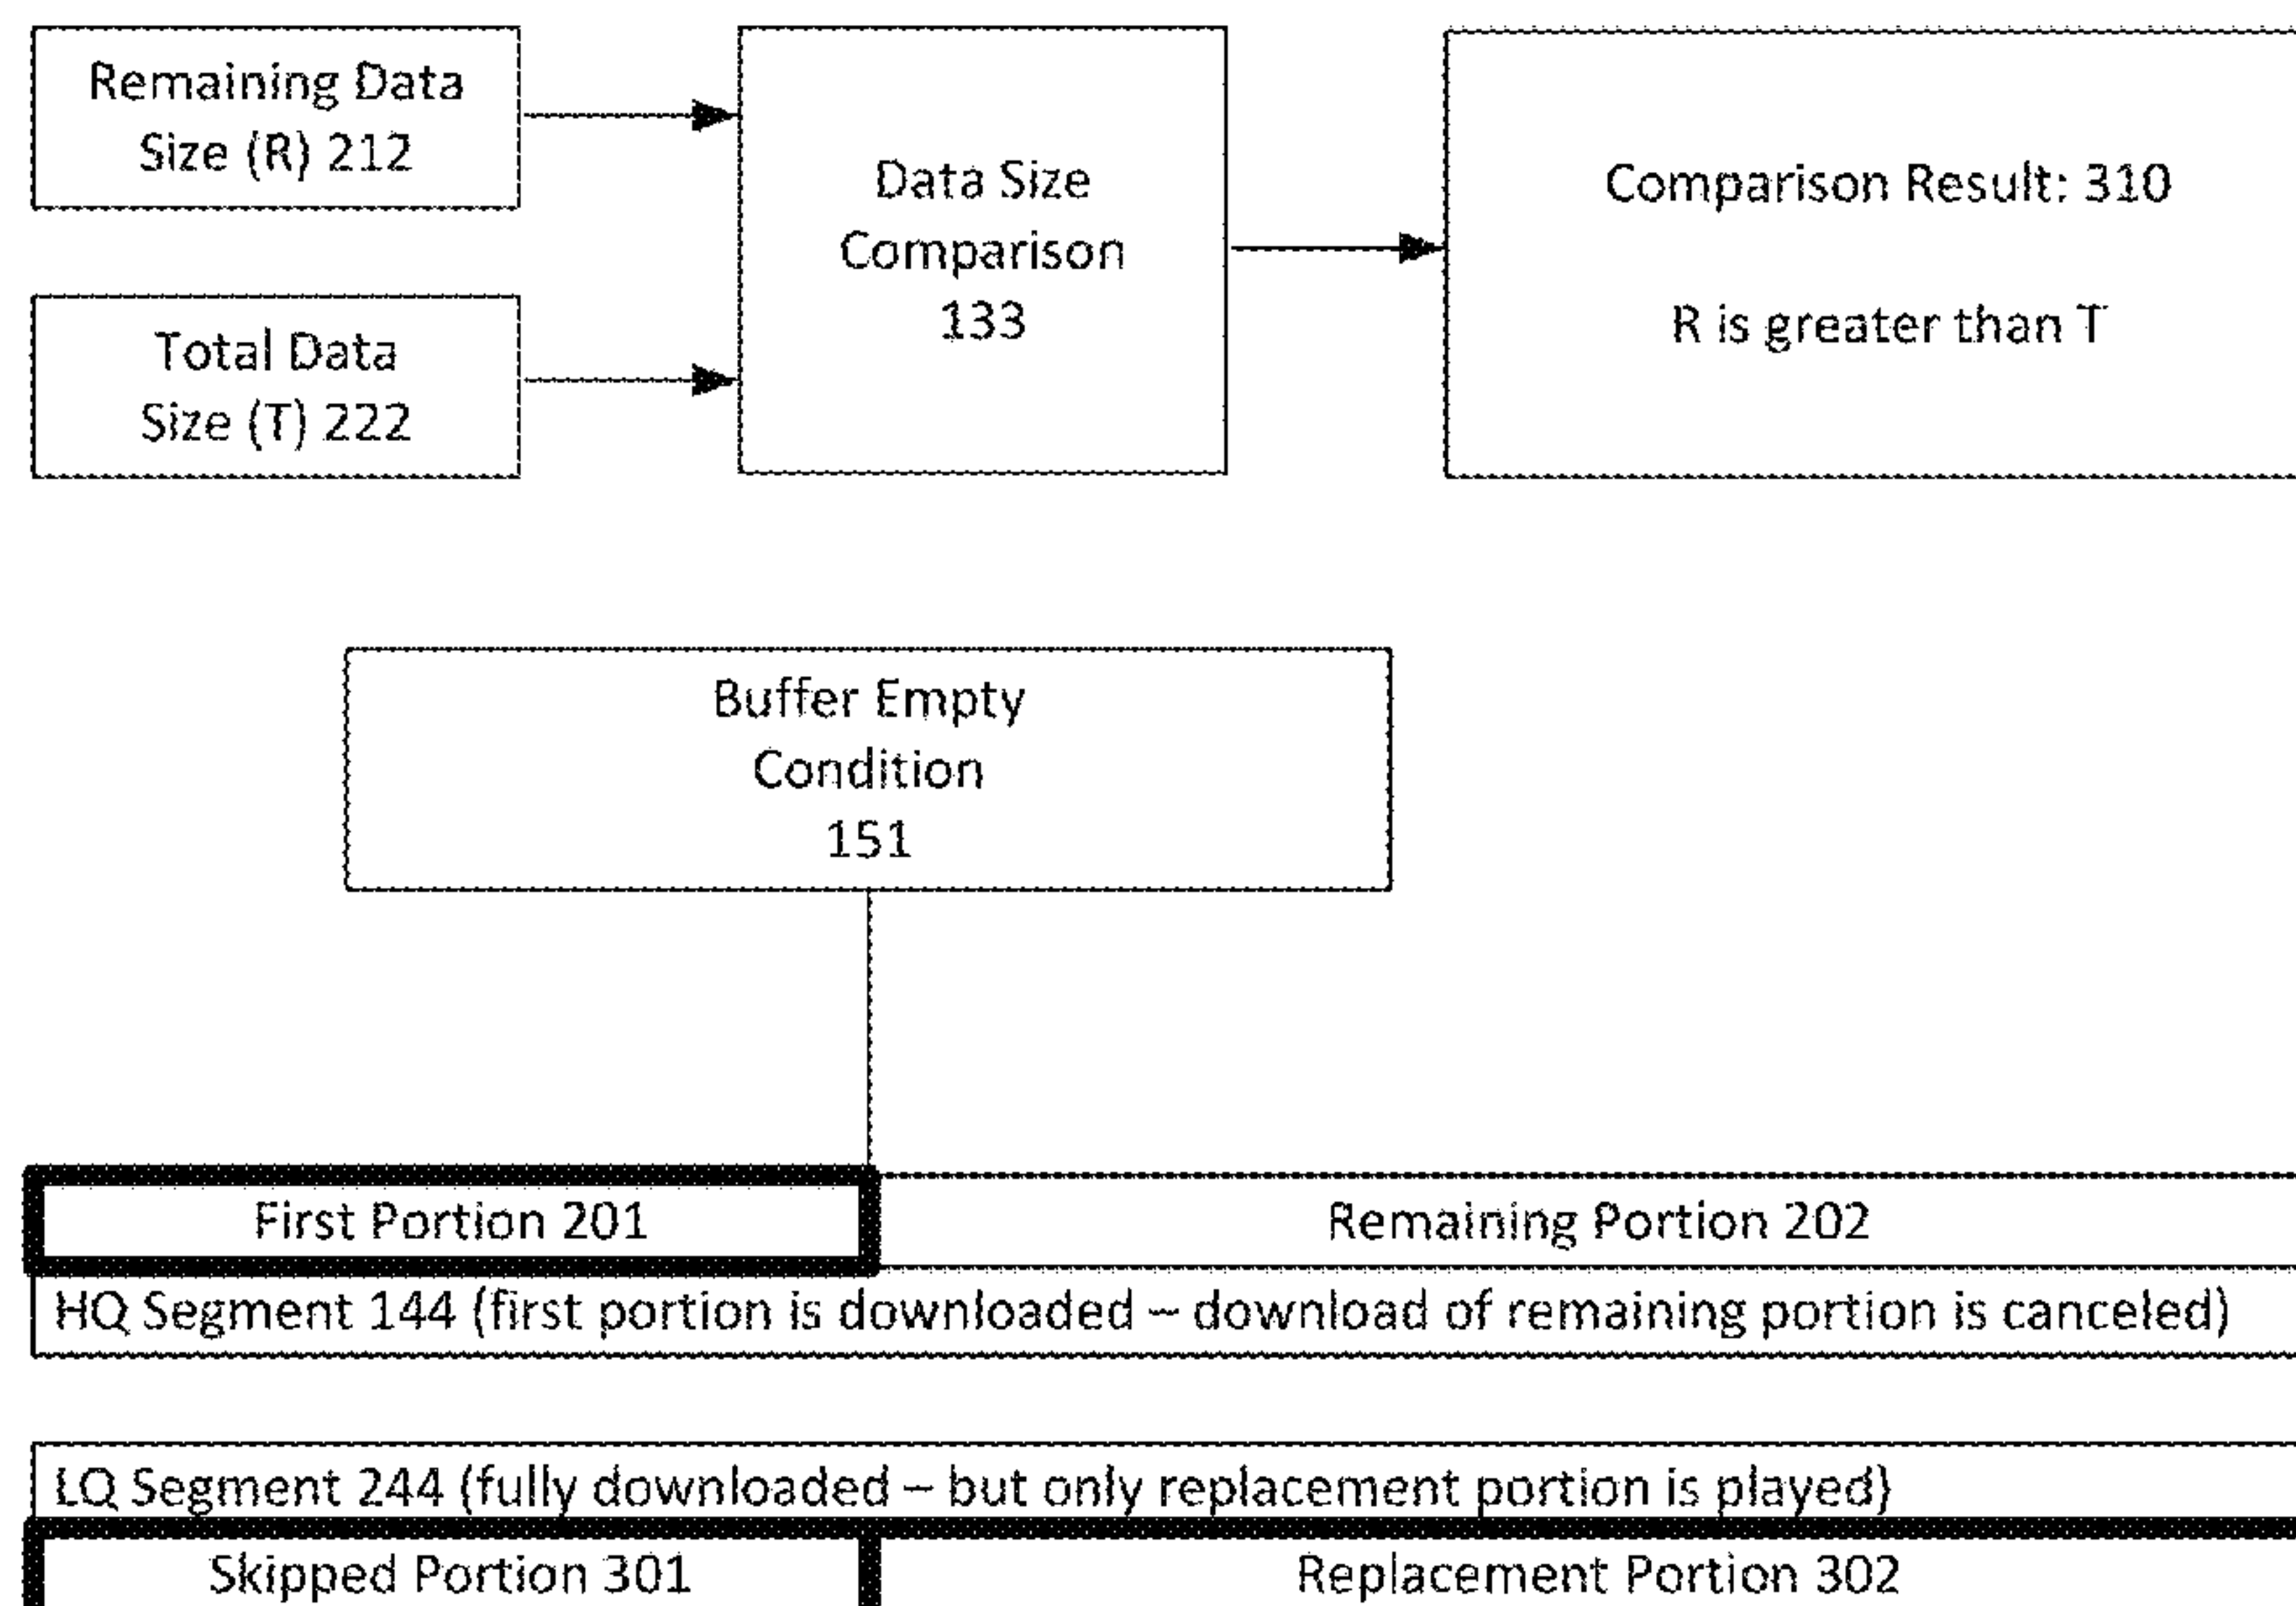 Remaining Data
Size (R) 212
Total Data
Size (T) 222
Data Size
Comparison
133
Comparison Result: 310
R is greater than T
Buffer Empty
Condition
151
First Portion 201
Remaining Portion 202
HQ Segment 144 (first portion is downloaded – download of remaining portion is canceled)
LQ Segment 244 (fully downloaded – but only replacement portion is played)
Skipped Portion 301
Replacement Portion 302